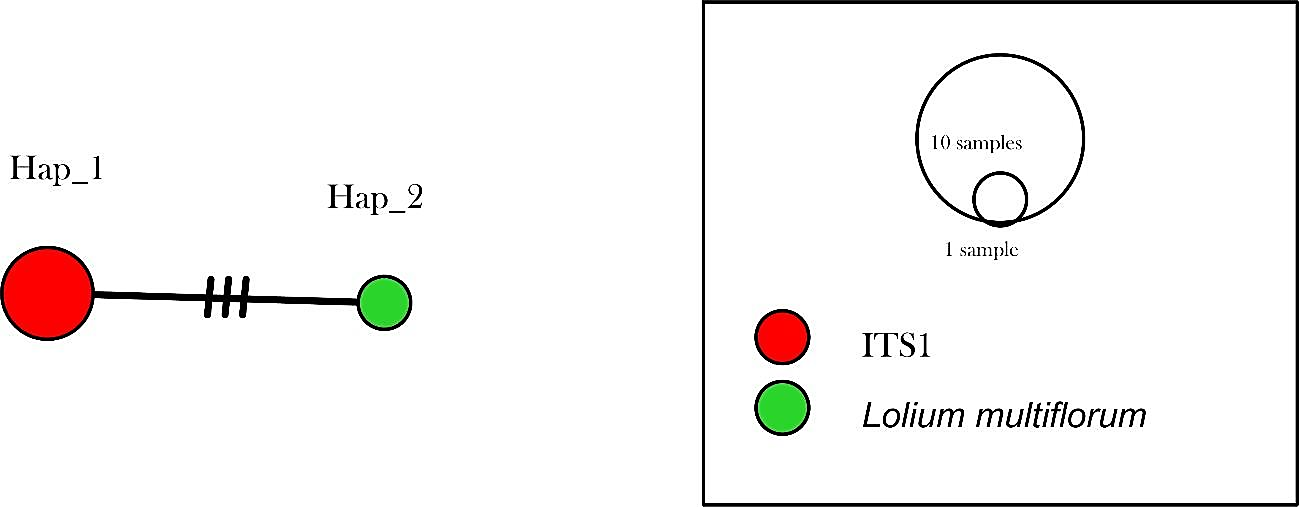 Hap_1
Hap_2
10 samples
1 sample
ITS1
Lolium multiflorum